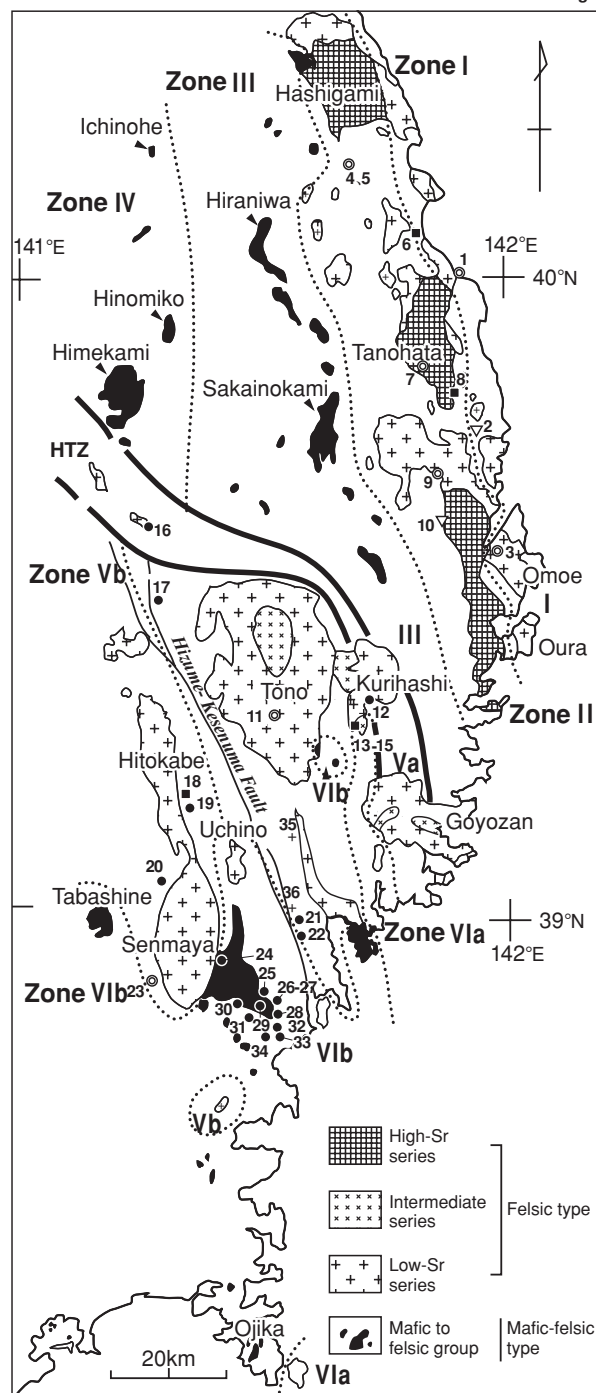 g
Zone III
Zone I
Hashigami
Ichinohe
4,5
Zone IV
Hiraniwa
6
141°E
142°E
1
40°N
Hinomiko
Tanohata
7
8
Himekami
Sakainokami
2
HTZ
9
10
16
3
Omoe
Zone Vb
17
I
III
Oura
Hizume-Kesenuma Fault
Kurihashi
Tono
12
Zone II
11
13-15
Va
Hitokabe
VIb
18
19
Goyozan
Uchino
35
20
36
Tabashine
21
39°N
Senmaya
22
Zone VIa
142°E
24
Zone VIb
25
26-27
23
30
28
31
29
32
34
33
VIb
Vb
High-Sr
series
Intermediate
series
Felsic type
Low-Sr
series
Ojika
Mafic to
felsic group
Mafic-felsic
type
20km
VIa